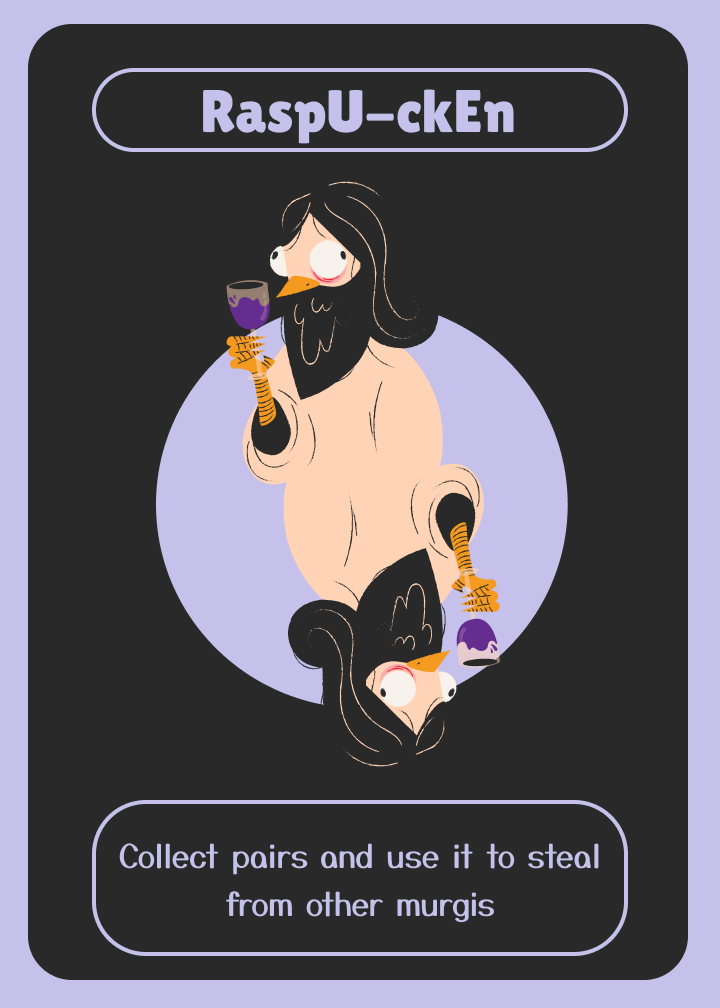 RaspU-ckEn
Collect pairs and use it to steal
from other murgis